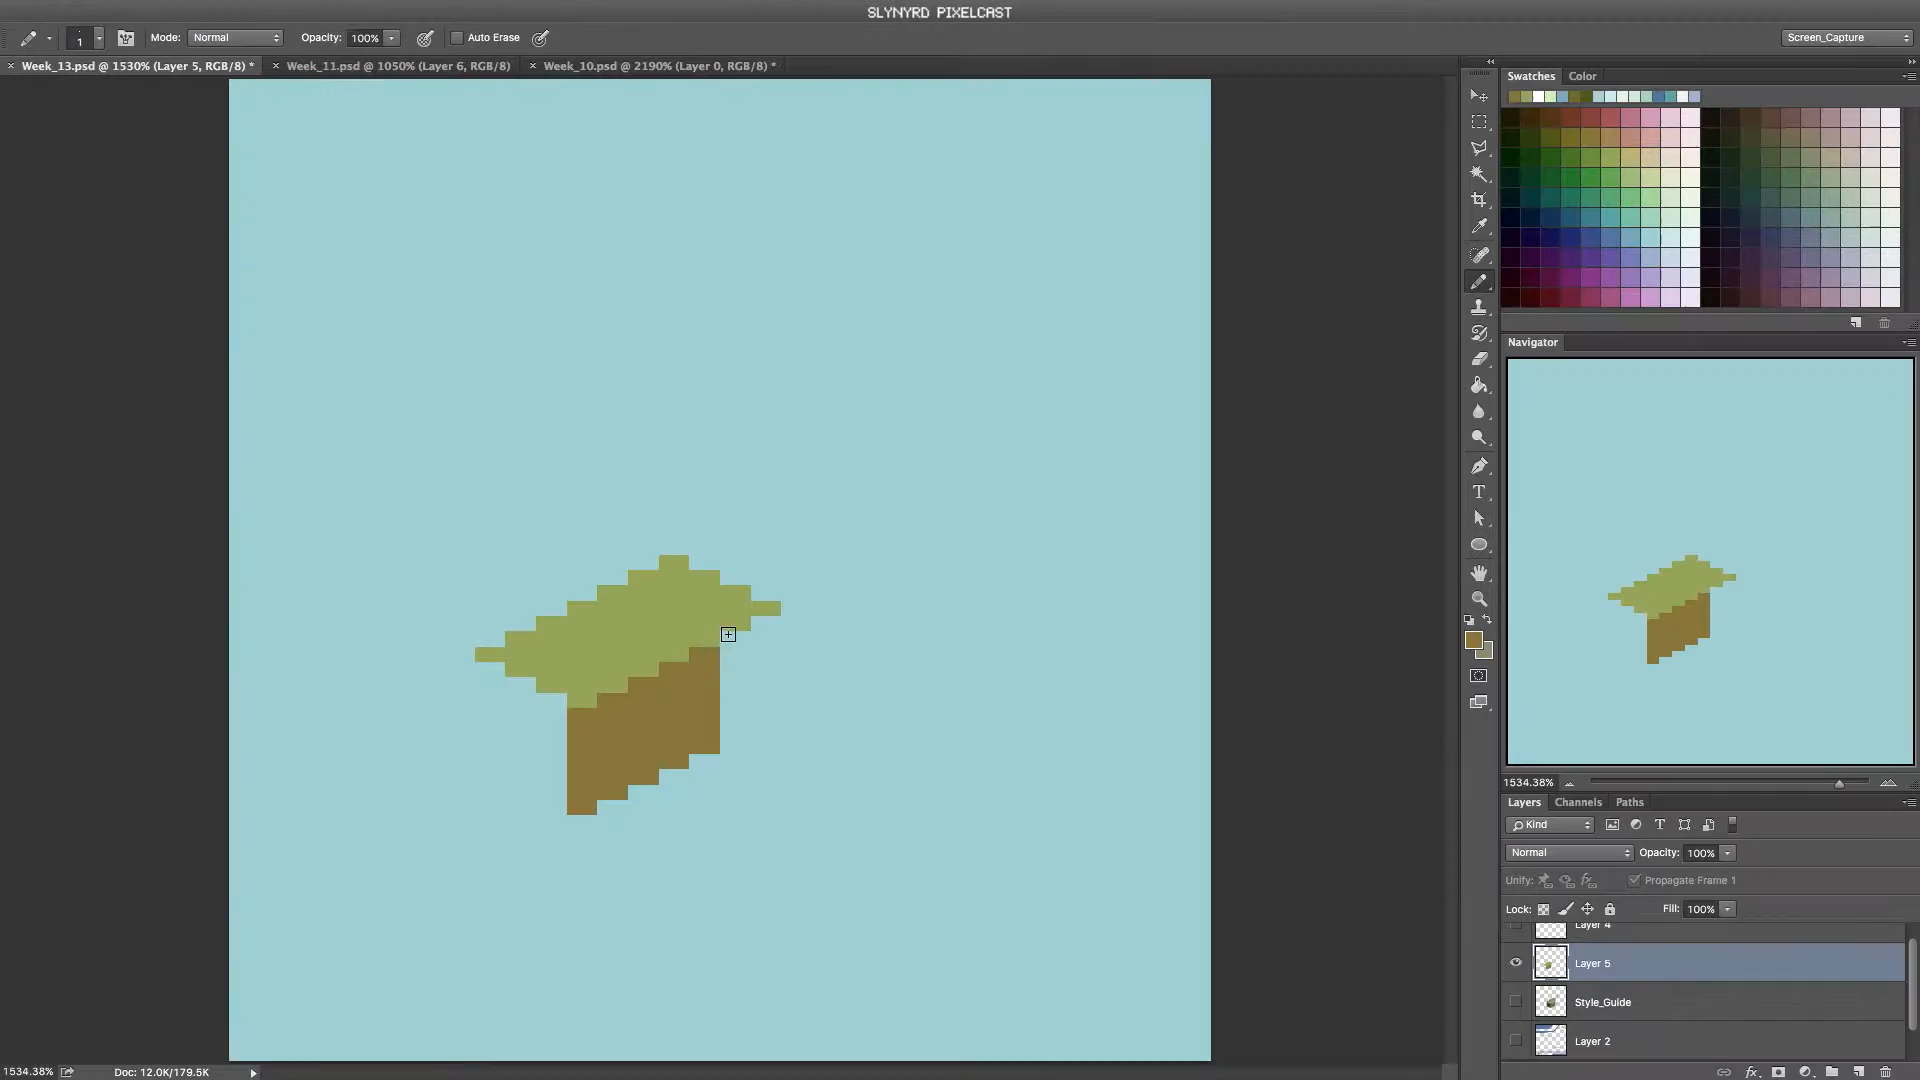 SLYNYRD PIXELCAST
1 Mode: Normal Opacity: 100% Auto Erase Screen_Capture
Week_13.psd @ 1530% (Layer 5, RGB/8) * Week_11.psd @ 1050% (Layer 6, RGB/8) Week_10.psd @ 2190% (Layer 0, RGB/8) *
Swatches Color
Navigator
1534.38%
Layers Channels Paths
Kind
Normal Opacity: 100%
Unify: Propagate Frame 1
Lock: Fill: 100%
Layer 4
Layer 5
Style_Guide
Layer 2
1534.38% Doc: 12.0K/179.5K